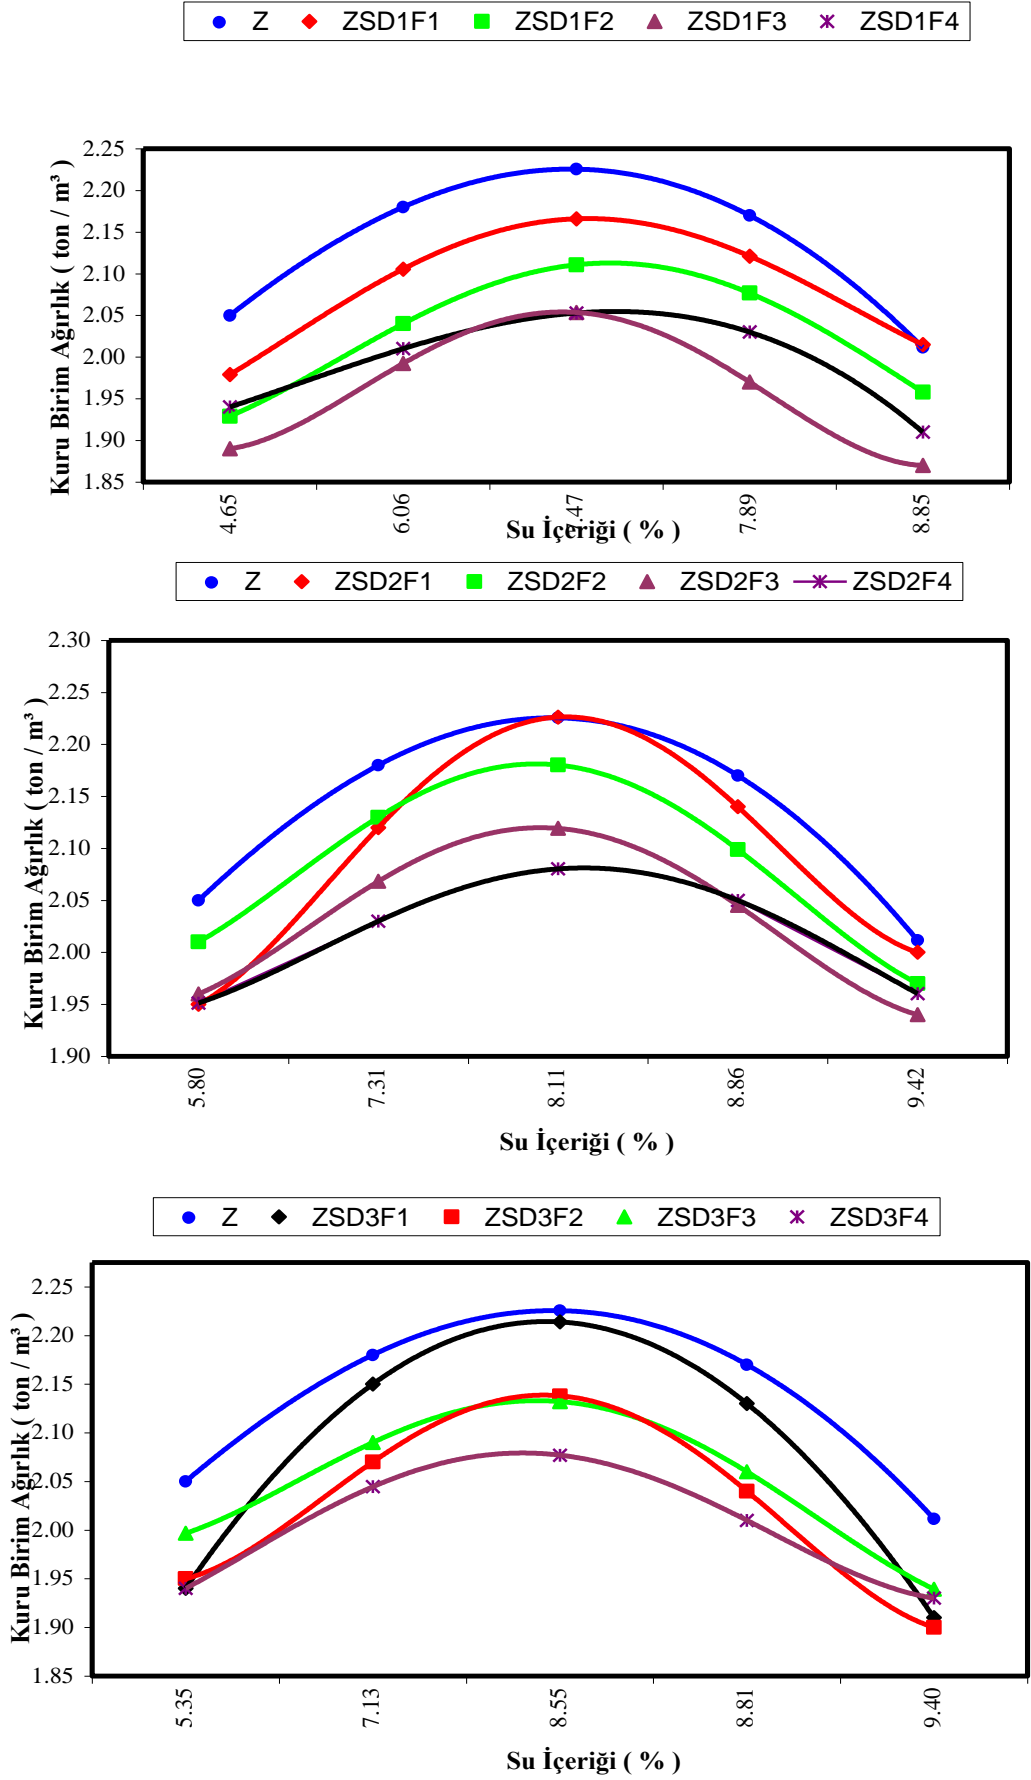 Z ZSD1F1 ZSD1F2 ZSD1F3 ZSD1F4
Kuru Birim Ağırlık ( ton / m³ )
2.25
2.20
2.15
2.10
2.05
2.00
1.95
1.90
1.85
4.65 6.06 7.47 7.89 8.85
Su İçeriği ( % )
Z ZSD2F1 ZSD2F2 ZSD2F3 ZSD2F4
Kuru Birim Ağırlık ( ton / m³ )
2.30
2.25
2.20
2.15
2.10
2.05
2.00
1.95
1.90
5.80 7.31 8.11 8.86 9.42
Su İçeriği ( % )
Z ZSD3F1 ZSD3F2 ZSD3F3 ZSD3F4
Kuru Birim Ağırlık ( ton / m³ )
2.25
2.20
2.15
2.10
2.05
2.00
1.95
1.90
1.85
5.35 7.13 8.55 8.81 9.40
Su İçeriği ( % )